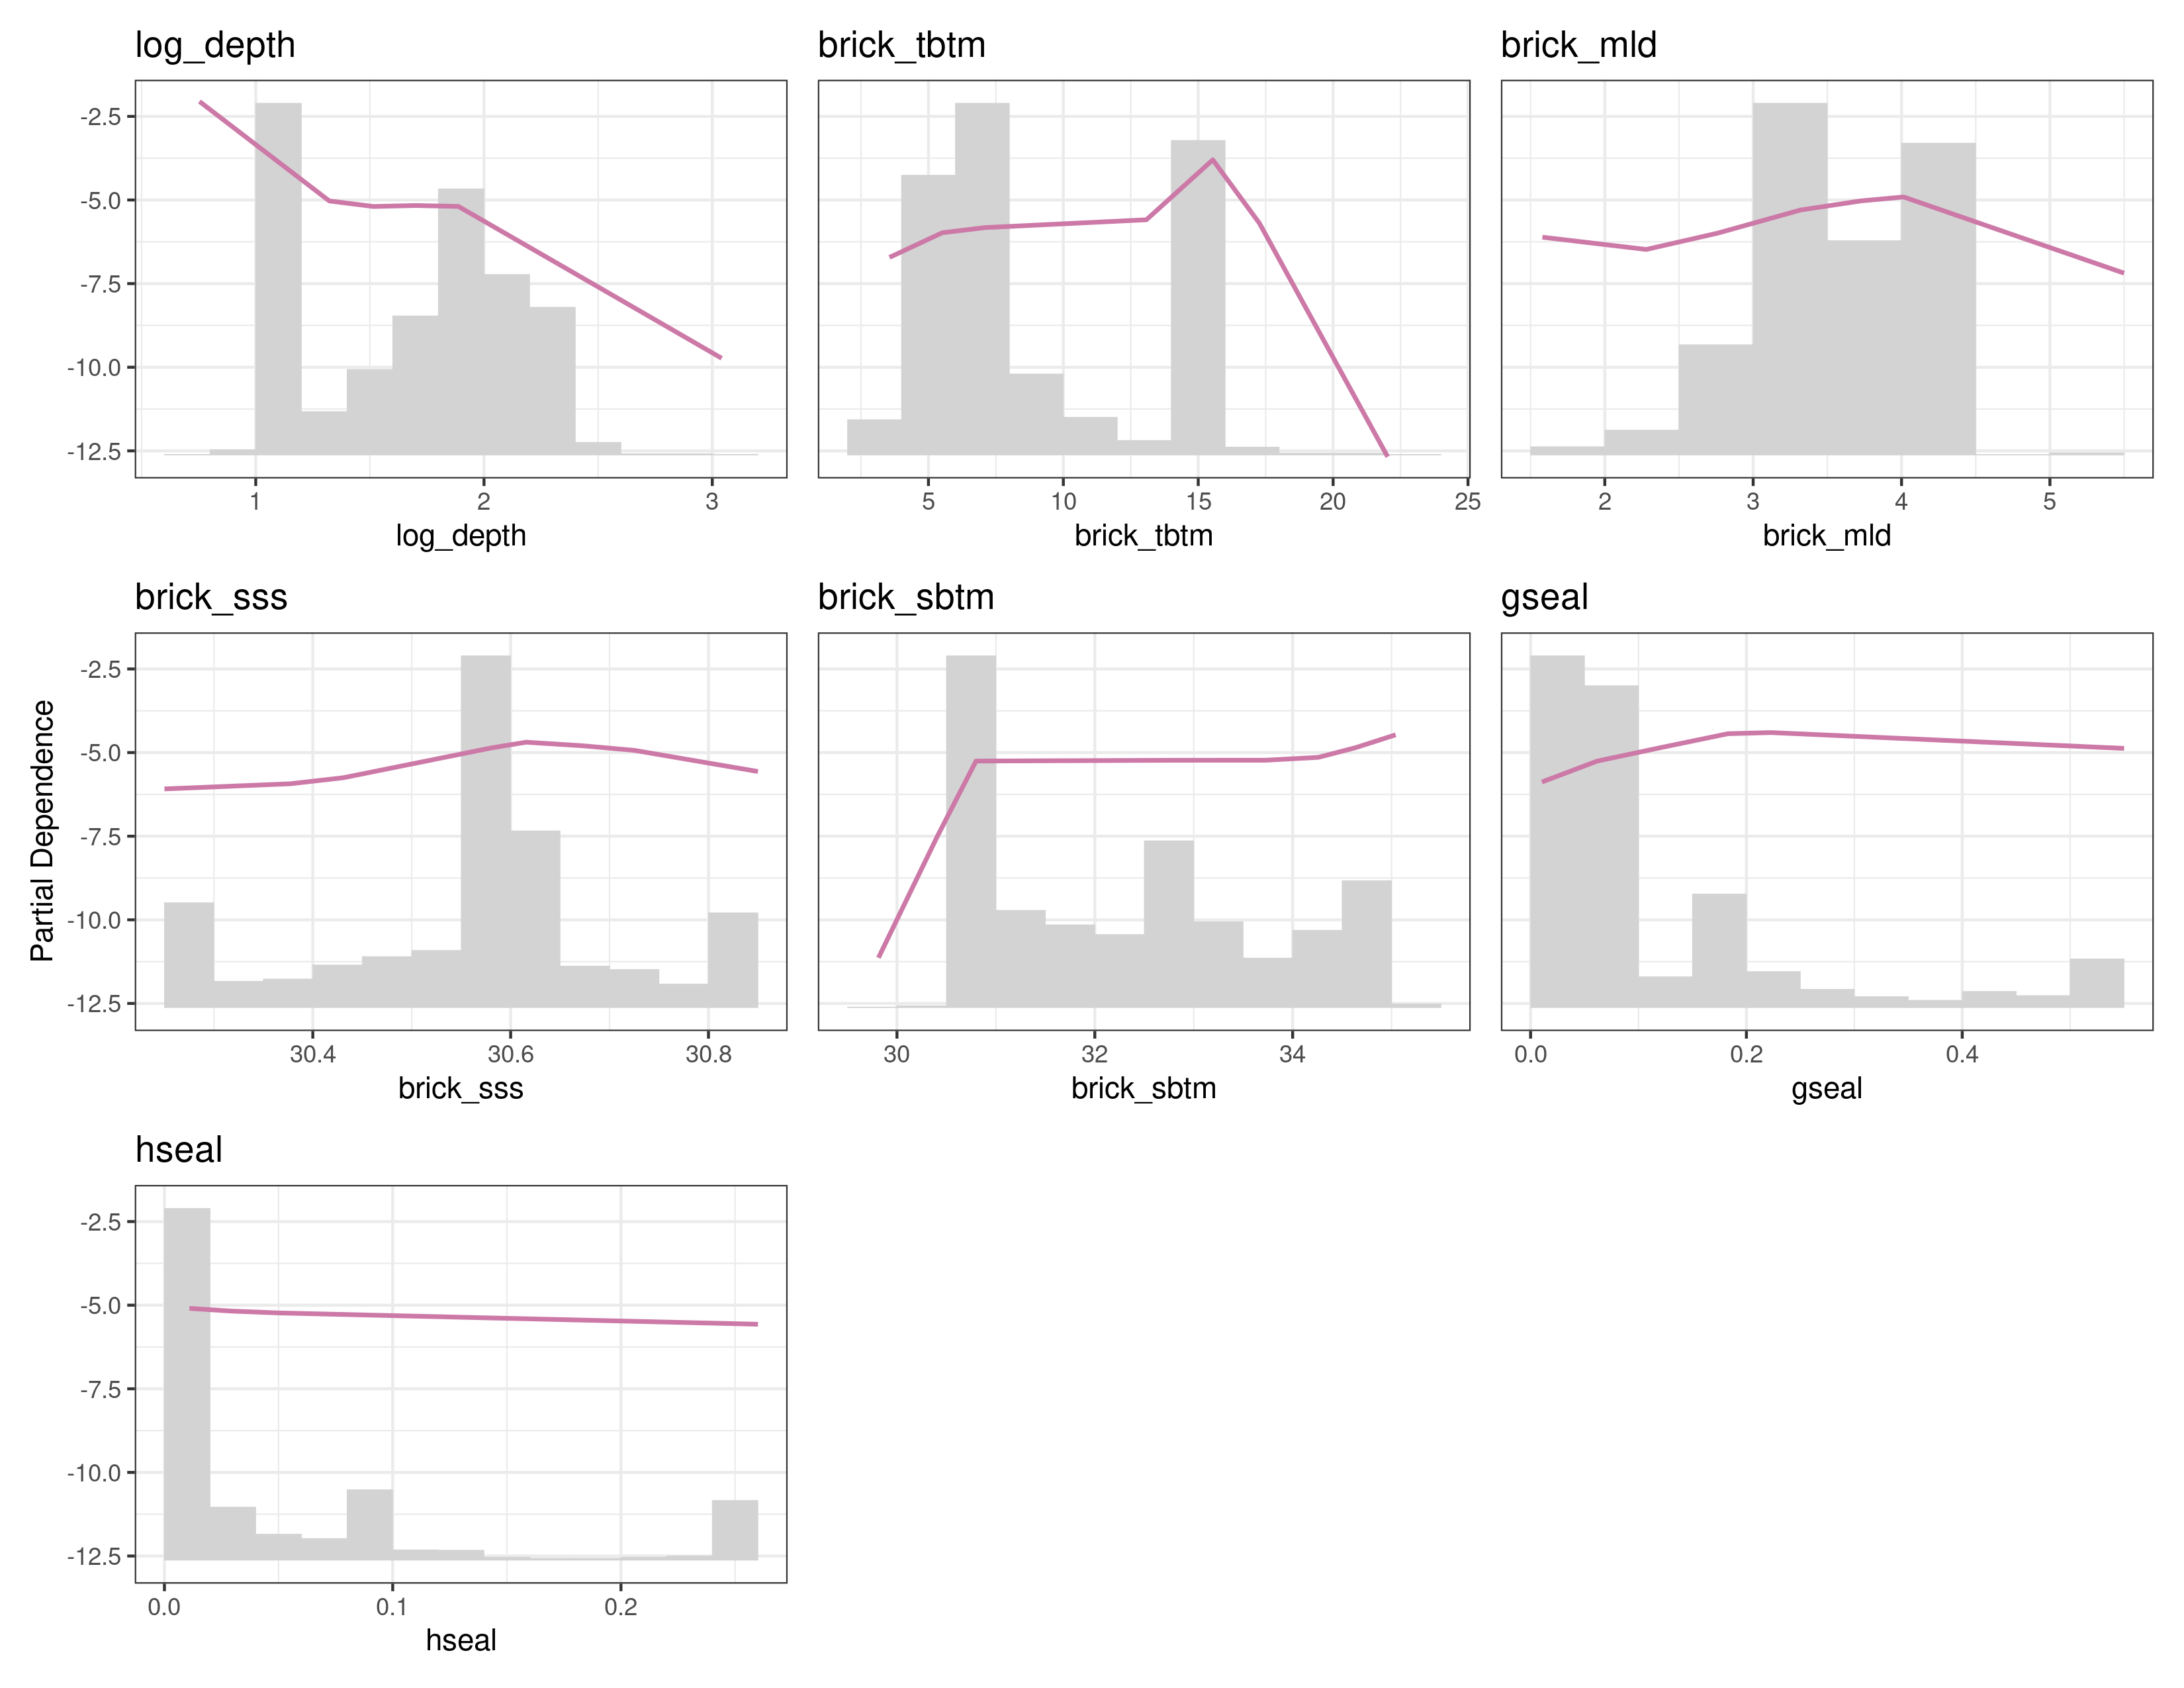 log_depth
brick_tbtm
brick_mld
-2.5
-5.0
-7.5
-10.0
-12.5
1 2 3
5 10 15 20 25
2 3 4 5
log_depth
brick_tbtm
brick_mld
brick_sss
brick_sbtm
gseal
Partial Dependence
-2.5
-5.0
-7.5
-10.0
-12.5
30.4 30.6 30.8
30 32 34
0.0 0.2 0.4
brick_sss
brick_sbtm
gseal
hseal
-2.5
-5.0
-7.5
-10.0
-12.5
0.0 0.1 0.2
hseal